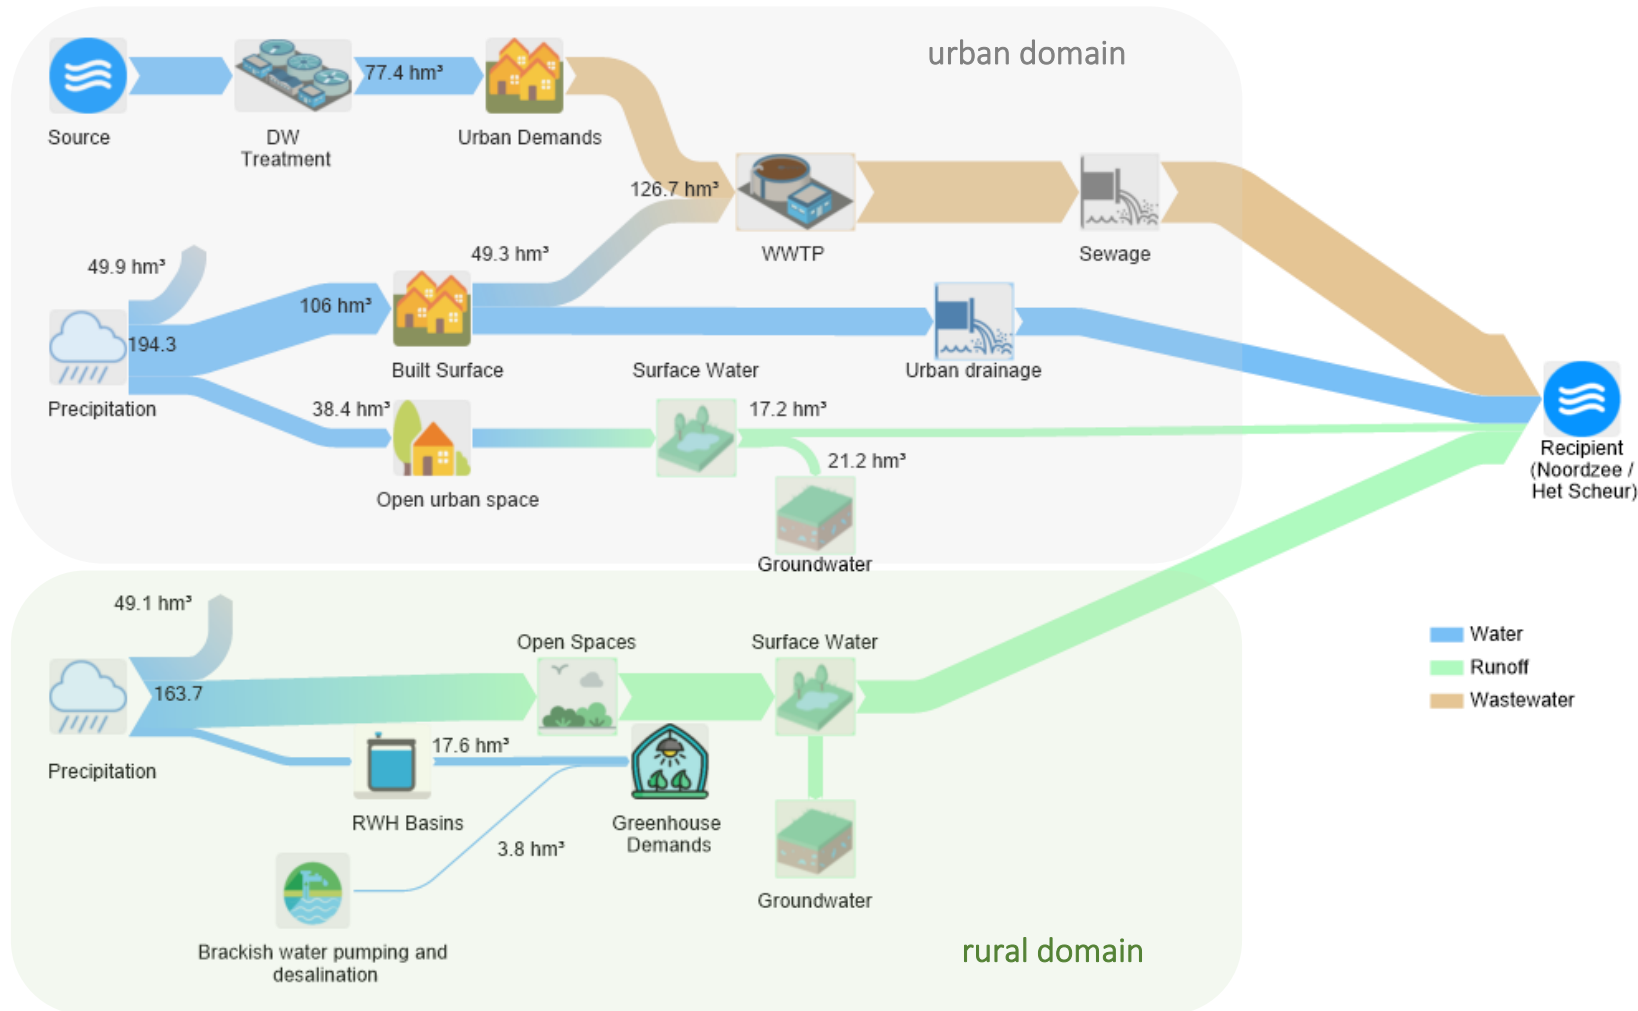 urban domain
77.4 hm³
Source
DW
Treatment
Urban Demands
126.7 hm³
WWTP
Sewage
49.9 hm³
49.3 hm³
106 hm³
194.3
Precipitation
Built Surface
Surface Water
Urban drainage
38.4 hm³
17.2 hm³
21.2 hm³
Open urban space
Groundwater
Recipient
(Noordzee /
Het Scheur)
49.1 hm³
163.7
Precipitation
Open Spaces
Surface Water
17.6 hm³
RWH Basins
Greenhouse
Demands
3.8 hm³
Groundwater
Brackish water pumping and
desalination
rural domain
Water
Runoff
Wastewater